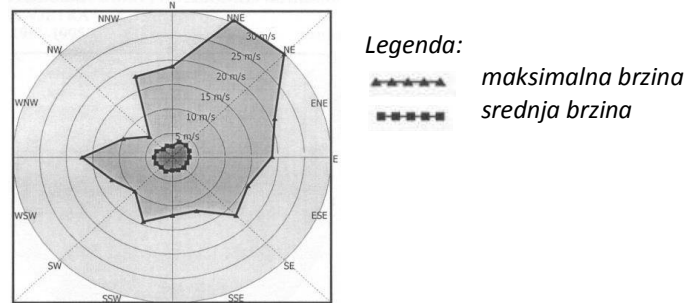 N
NNW
NNE
30 m/s
NW
NE
25 m/s
20 m/s
WNW
ENE
15 m/s
10 m/s
5 m/s
E
WSW
ESE
SW
SE
SSW
SSE
Legenda:
maksimalna brzina
srednja brzina